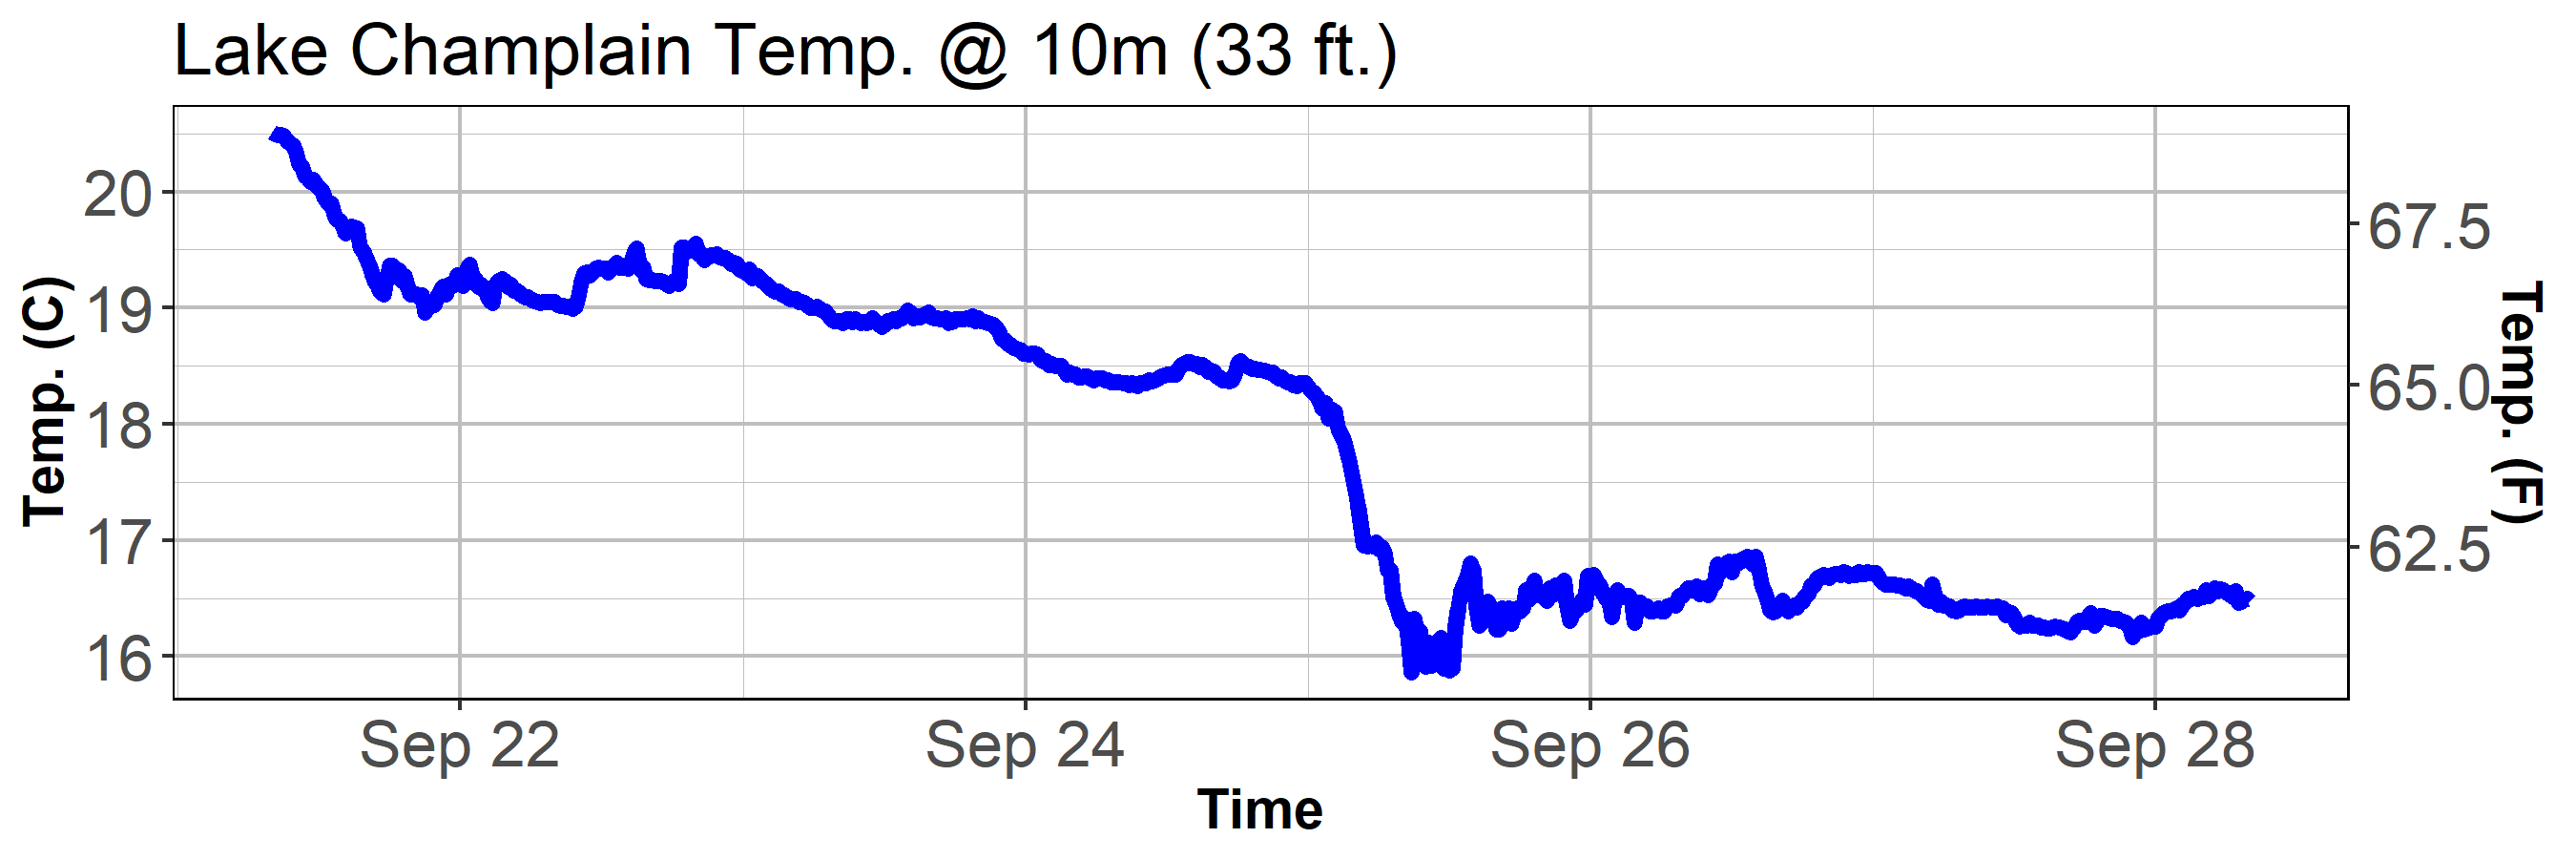 Lake Champlain Temp. @ 10m (33 ft.)
Temp. (C)
20
19
18
17
16
67.5
65.0
62.5
Temp. (F)
Sep 22
Sep 24
Sep 26
Sep 28
Time